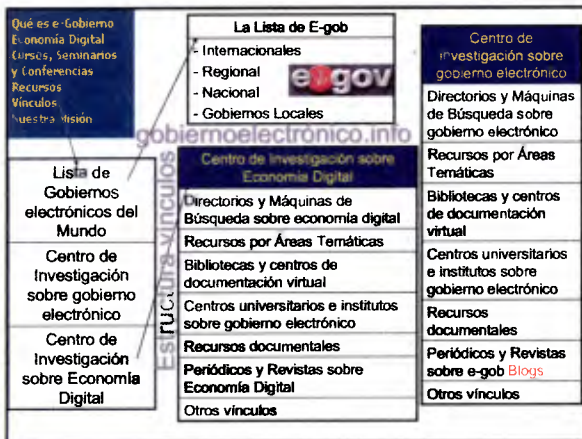 Qué es e-Gobierno
Economía Digital
Cursos, Seminarios
y Conferencias
Recursos
Vínculos
Nuestra Misión
La Lista de E-gob
- Internacionales
- Regional
- Nacional
- Gobiernos Locales
e gov
gobiernoelectrónico.info
Estructura vínculos
Lista de
Gobiernos
electrónicos del
Mundo
Centro de
Investigación
sobre gobierno
electrónico
Centro de
Investigación
sobre Economía
Digital
Centro de Investigación sobre
Economía Digital
Directorios y Máquinas de
Búsqueda sobre economía digital
Recursos por Áreas Temáticas
Bibliotecas y centros de
documentación virtual
Centros universitarios e institutos
sobre gobierno electrónico
Recursos documentales
Periódicos y Revistas sobre
Economía Digital
Otros vínculos
Centro de
investigación sobre
gobierno electrónico
Directorios y Máquinas
de Búsqueda sobre
gobierno electrónico
Recursos por Áreas
Temáticas
Bibliotecas y centros
de documentación
virtual
Centros universitarios
e institutos sobre
gobierno electrónico
Recursos
documentales
Periódicos y Revistas
sobre e-gob Blogs
Otros vínculos